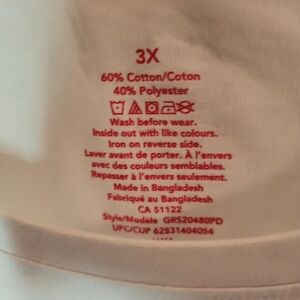 3X
60% Cotton/Coton
40% Polyester
Wash before wear.
Inside out with like colours.
Iron on reverse side.
Laver avant de porter. À l'envers
avec des couleurs semblables.
Repasser à l'envers seulement.
Made in Bangladesh
Fabriqué au Bangladesh
CA 51122
Style/Modèle GRS20480PD
UPC/CUP 62831404054